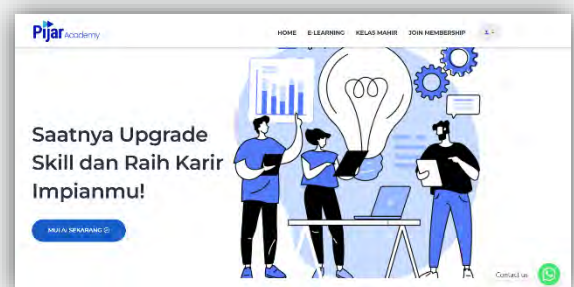 Pijar Academy
HOME E-LEARNING KELAS MAHIR JOIN MEMBERSHIP
Saatnya Upgrade
Skill dan Raih Karir
Impianmu!
MULAI SEKARANG
Contact us